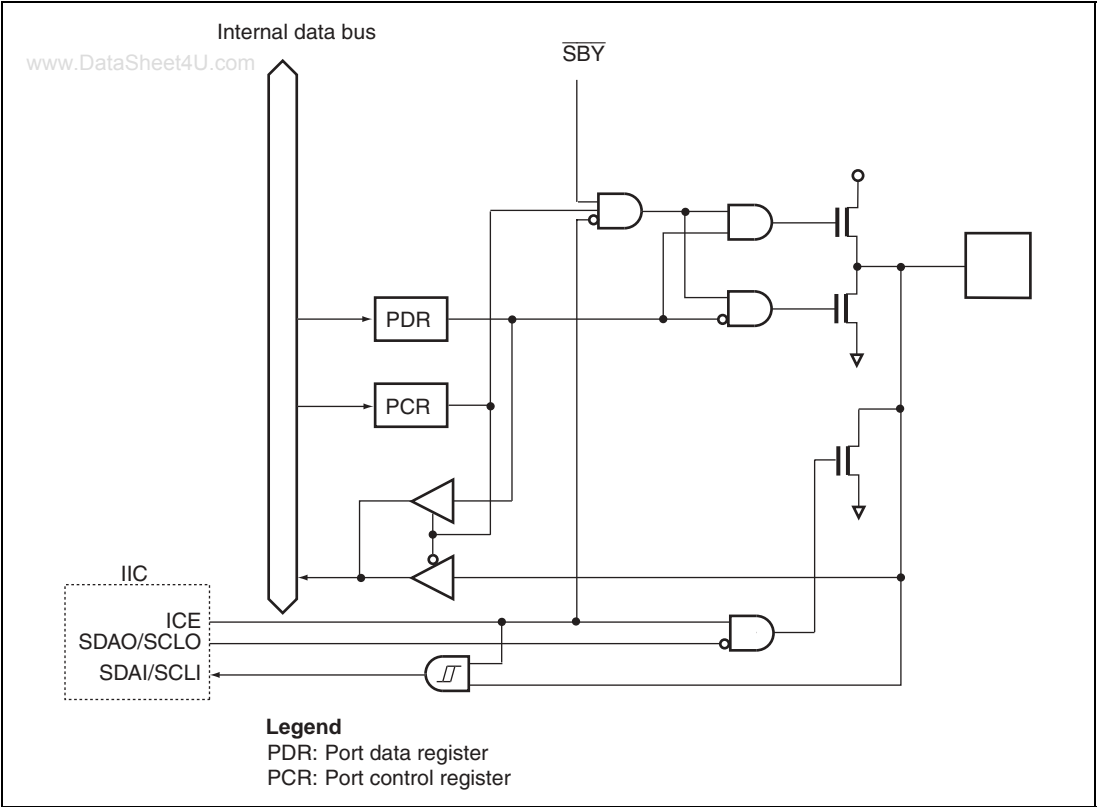 Internal data bus
www.DataSheet4U.com
SBY
PDR
PCR
IIC
ICE
SDAO/SCLO
SDAI/SCLI
Legend
PDR: Port data register
PCR: Port control register